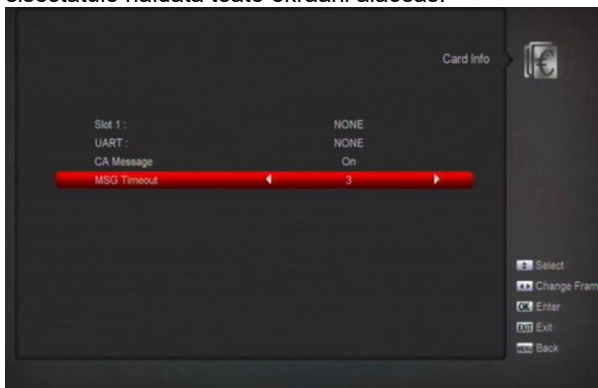 Card Info
Slot 1 : NONE
UART : NONE
CA Message On
MSG Timeout 3
Select
Change Fram
OK Enter
EXIT Exit
MENU Back